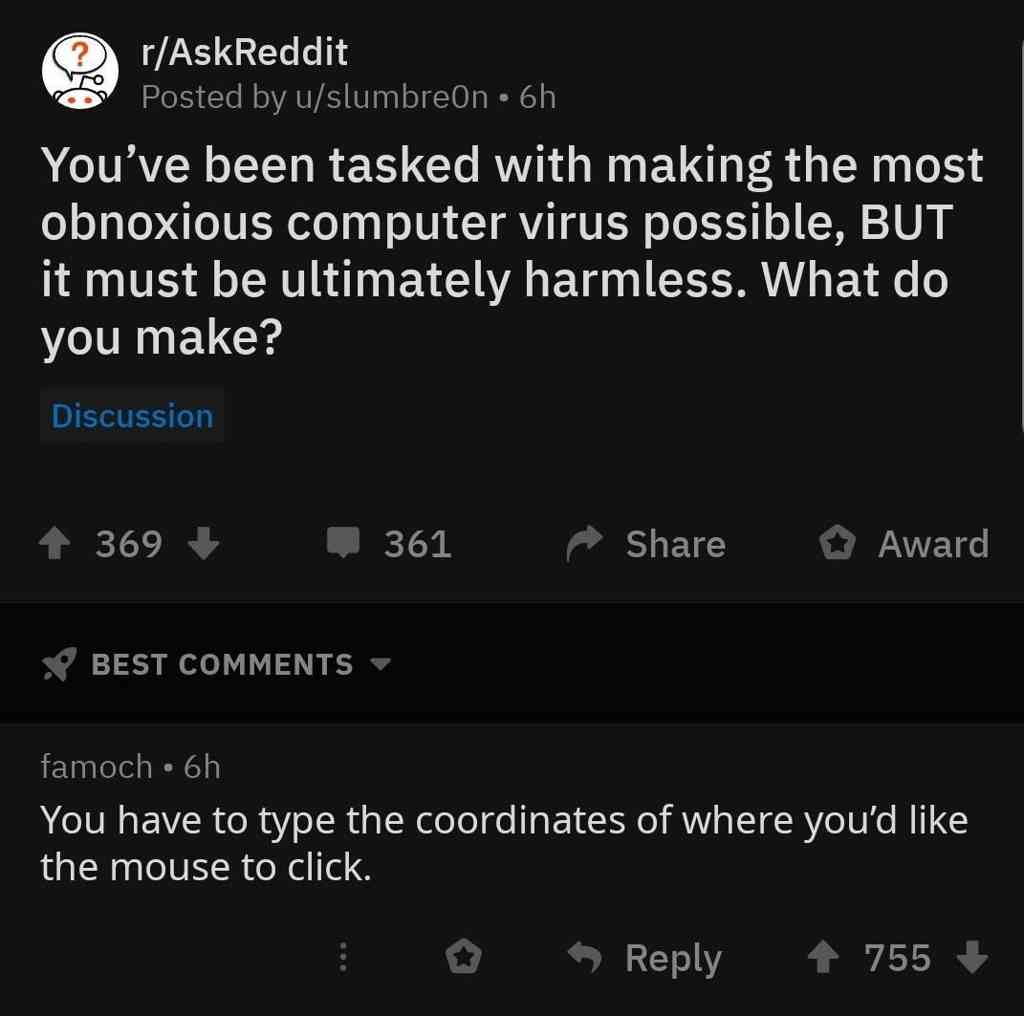 ?
r/AskReddit
Posted by u/slumbre0n • 6h
You’ve been tasked with making the most
obnoxious computer virus possible, BUT
it must be ultimately harmless. What do
you make?
Discussion
369
361
Share
Award
BEST COMMENTS
famoch • 6h
You have to type the coordinates of where you’d like
the mouse to click.
Reply
755